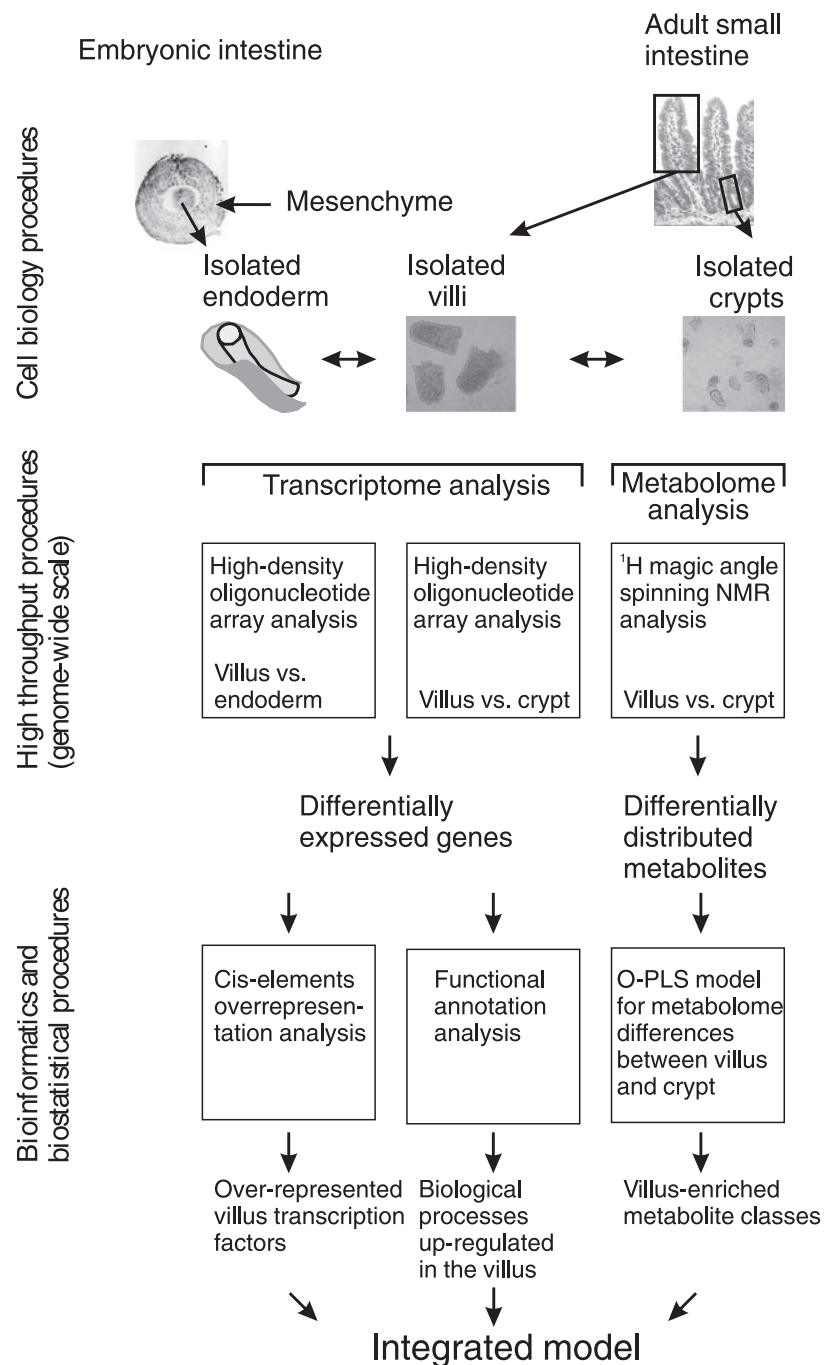 Embryonic intestine
Adult small
intestine
Cell biology procedures
Mesenchyme
Isolated
endoderm
Isolated
villi
Isolated
crypts
High throughput procedures
(genome-wide scale)
Transcriptome analysis
Metabolome
analysis
High-density
oligonucleotide
array analysis
Villus vs.
endoderm
High-density
oligonucleotide
array analysis
Villus vs. crypt
¹H magic angle
spinning NMR
analysis
Villus vs. crypt
Differentially
expressed genes
Differentially
distributed
metabolites
Bioinformatics and
biostatistical procedures
Cis-elements
overrepresen-
tation analysis
Functional
annotation
analysis
O-PLS model
for metabolome
differences
between villus
and crypt
Over-represented
villus transcription
factors
Biological
processes
up-regulated
in the villus
Villus-enriched
metabolite classes
Integrated model